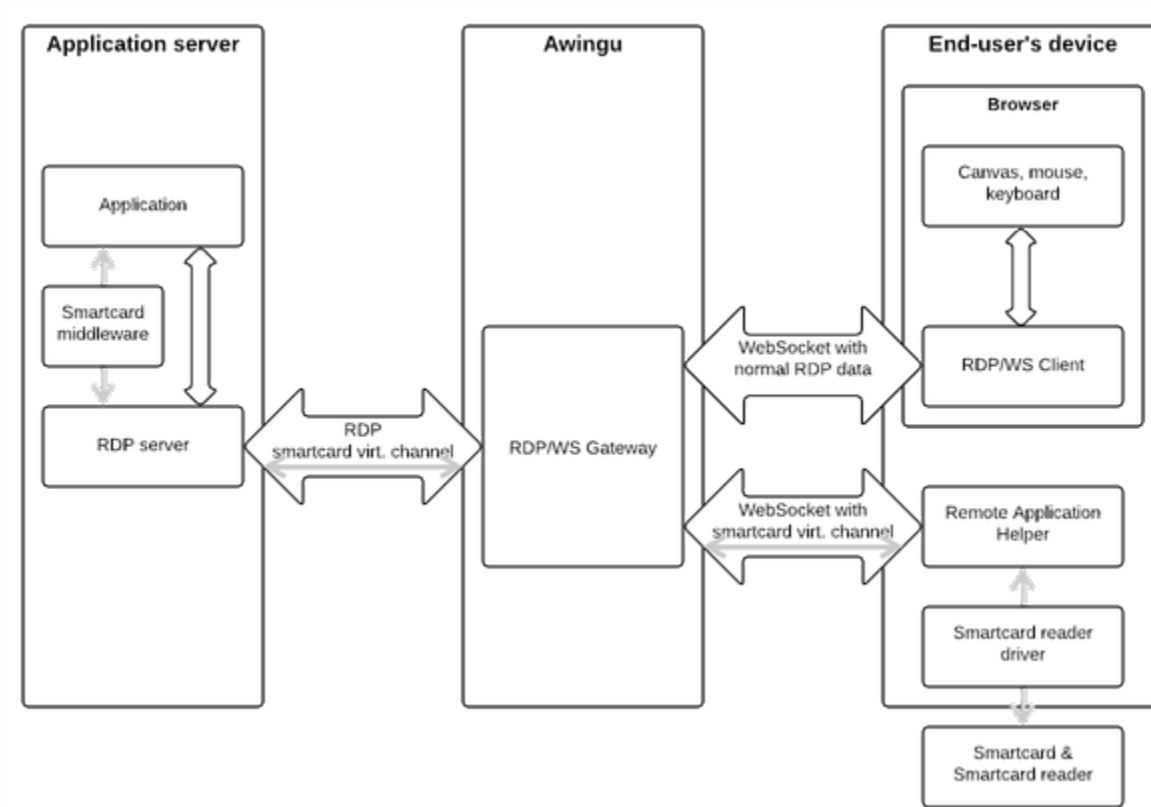 Application server
Application
Smartcard
middleware
RDP server
RDP
smartcard virt. channel
Awingu
RDP/WS Gateway
WebSocket with
normal RDP data
WebSocket with
smartcard virt. channel
End-user's device
Browser
Canvas, mouse,
keyboard
RDP/WS Client
Remote Application
Helper
Smartcard reader
driver
Smartcard &
Smartcard reader